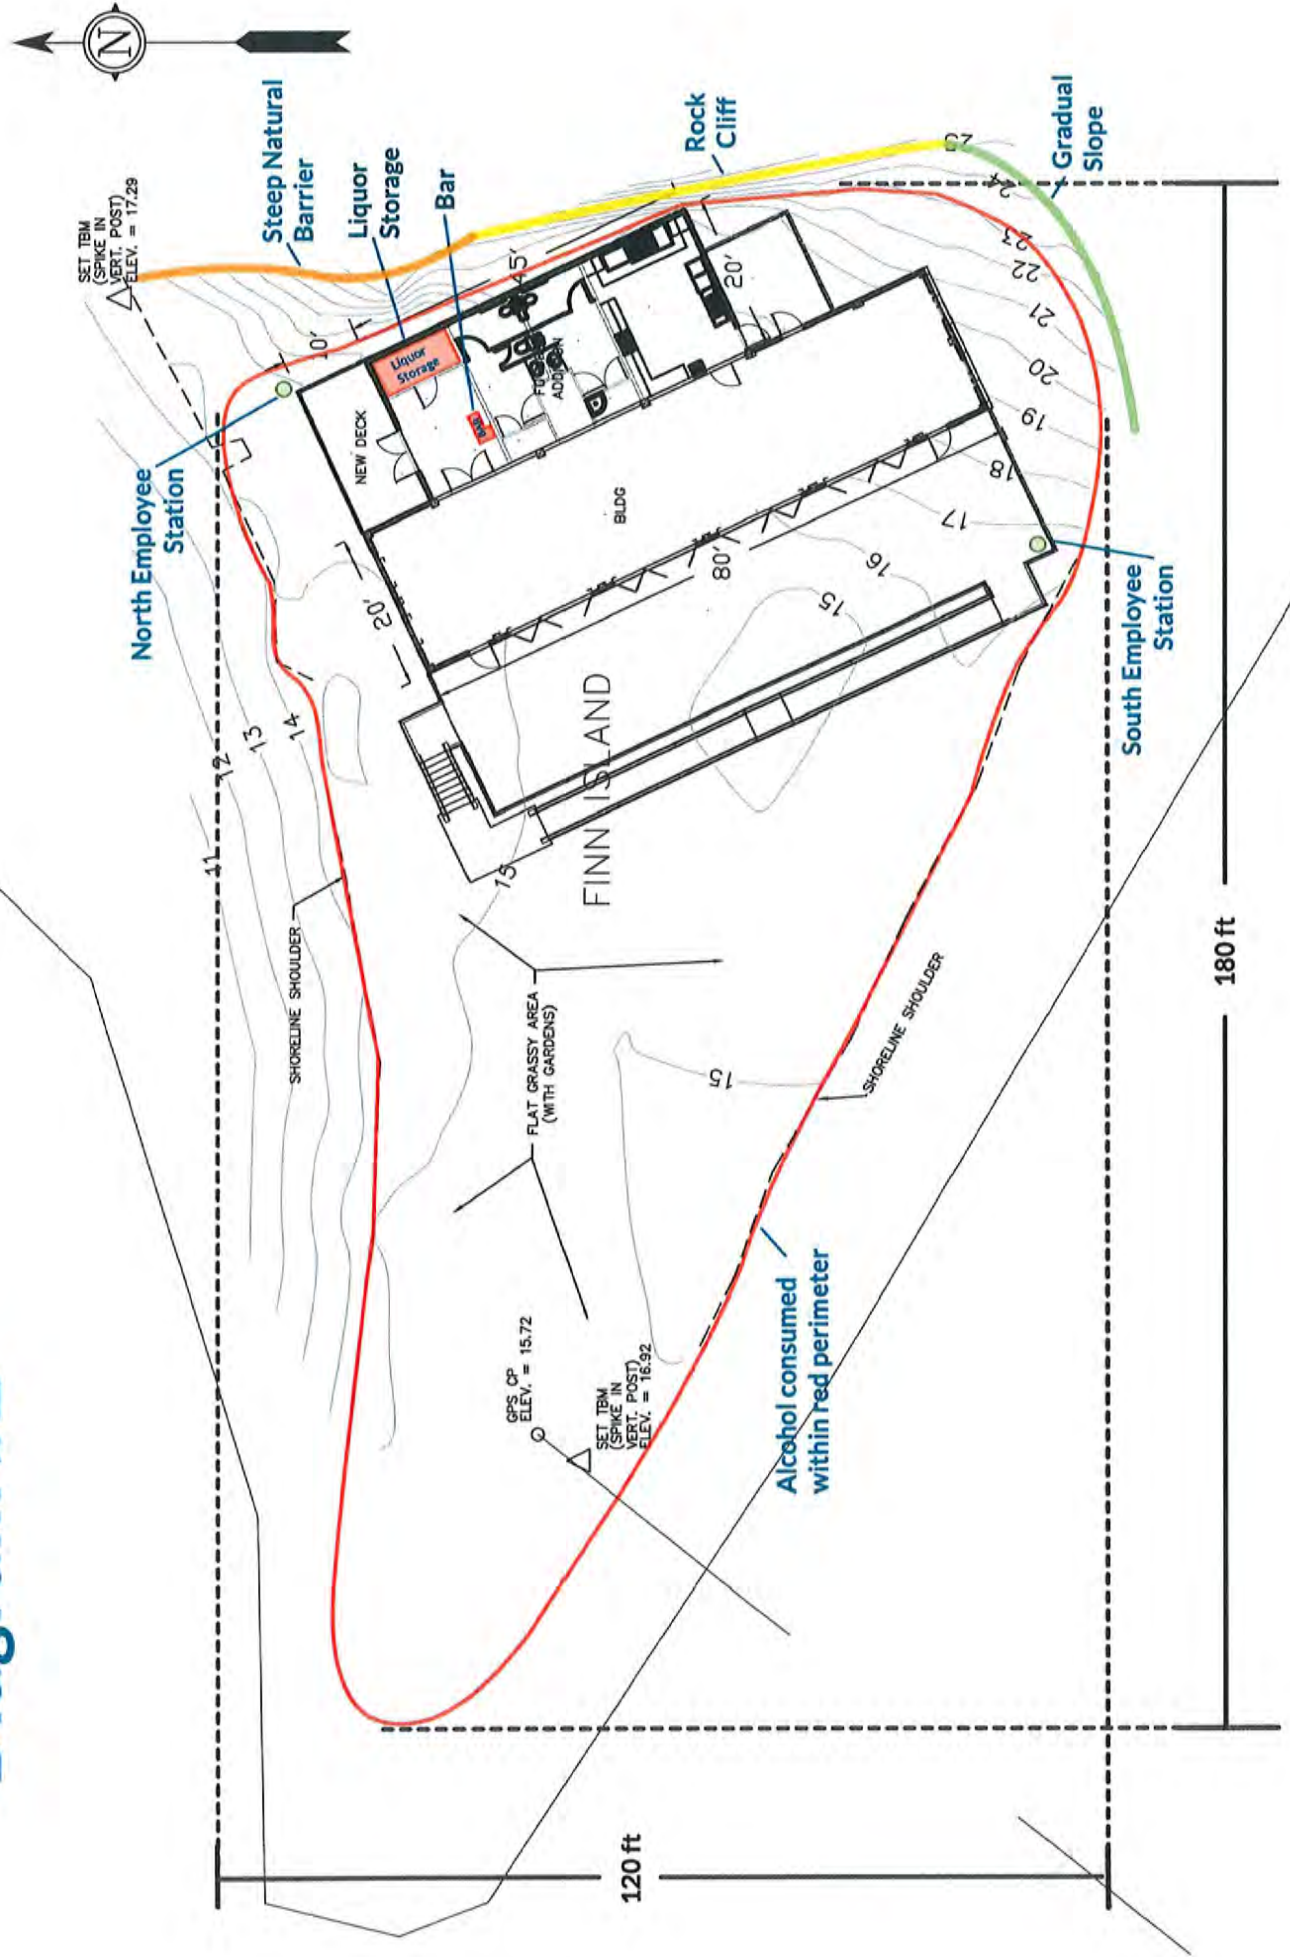 N
SET TBM
(SPIKE IN
VERT. POST)
ELEV. = 17.29
Steep Natural
Barrier
Liquor
Storage
Bar
Rock
Cliff
Gradual
Slope
North Employee
Station
10'
45'
20'
Liquor
Storage
BAR
NEW DECK
BLDG
20'
80'
25
24
23
22
21
20
19
18
17
16
15
14
13
12
11
15
15
FINN ISLAND
South Employee
Station
SHORELINE SHOULDER
FLAT GRASSY AREA
(WITH GARDENS)
SHORELINE SHOULDER
GPS CP
ELEV. = 15.72
SET TBM
(SPIKE IN
VERT. POST)
ELEV. = 16.92
Alcohol consumed
within red perimeter
180 ft
120 ft